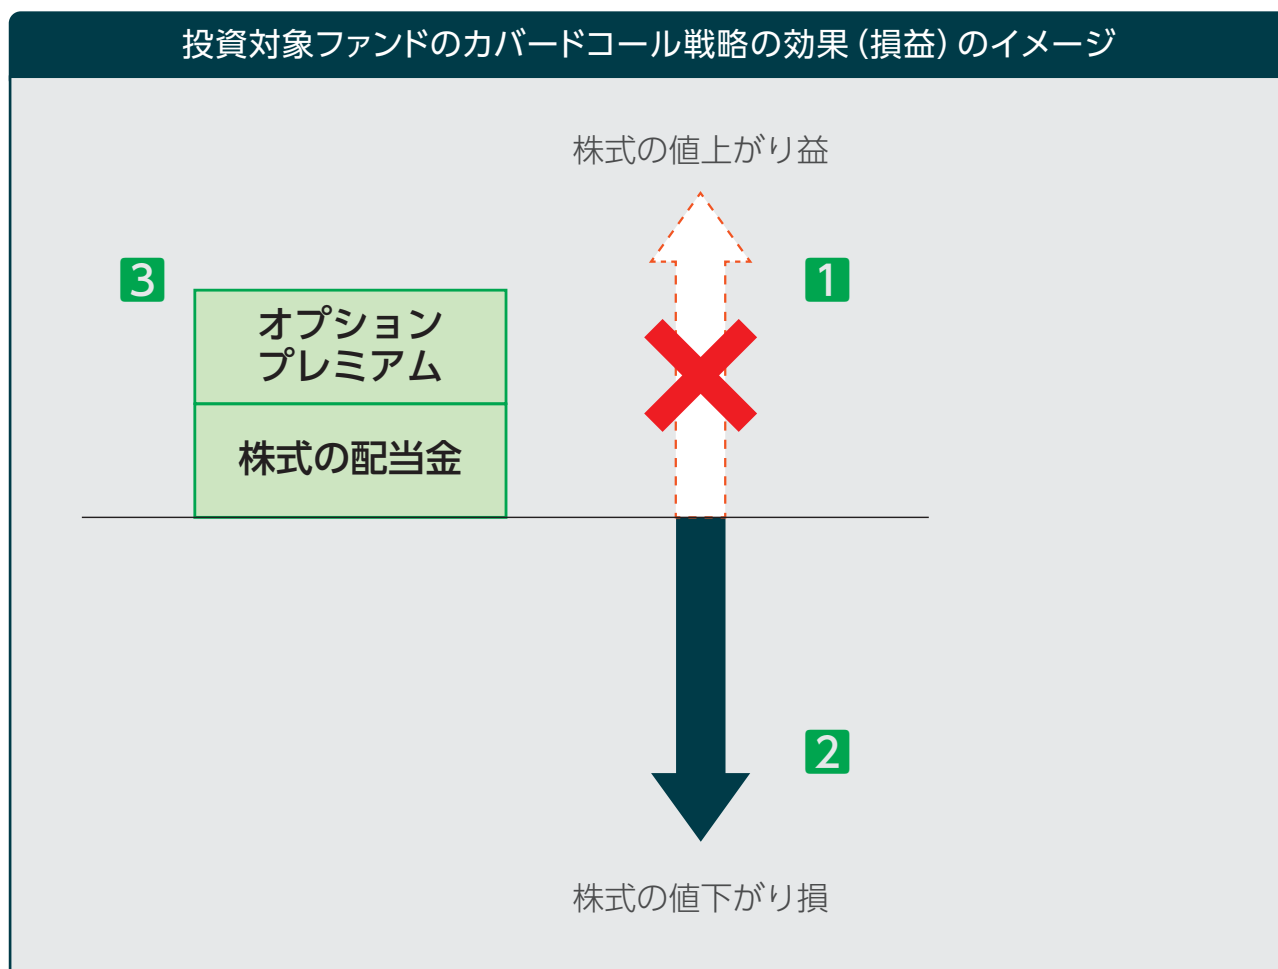 投資対象ファンドのカバードコール戦略の効果（損益）のイメージ
株式の値上がり益
3
1
オプション
プレミアム
株式の配当金
2
株式の値下がり損